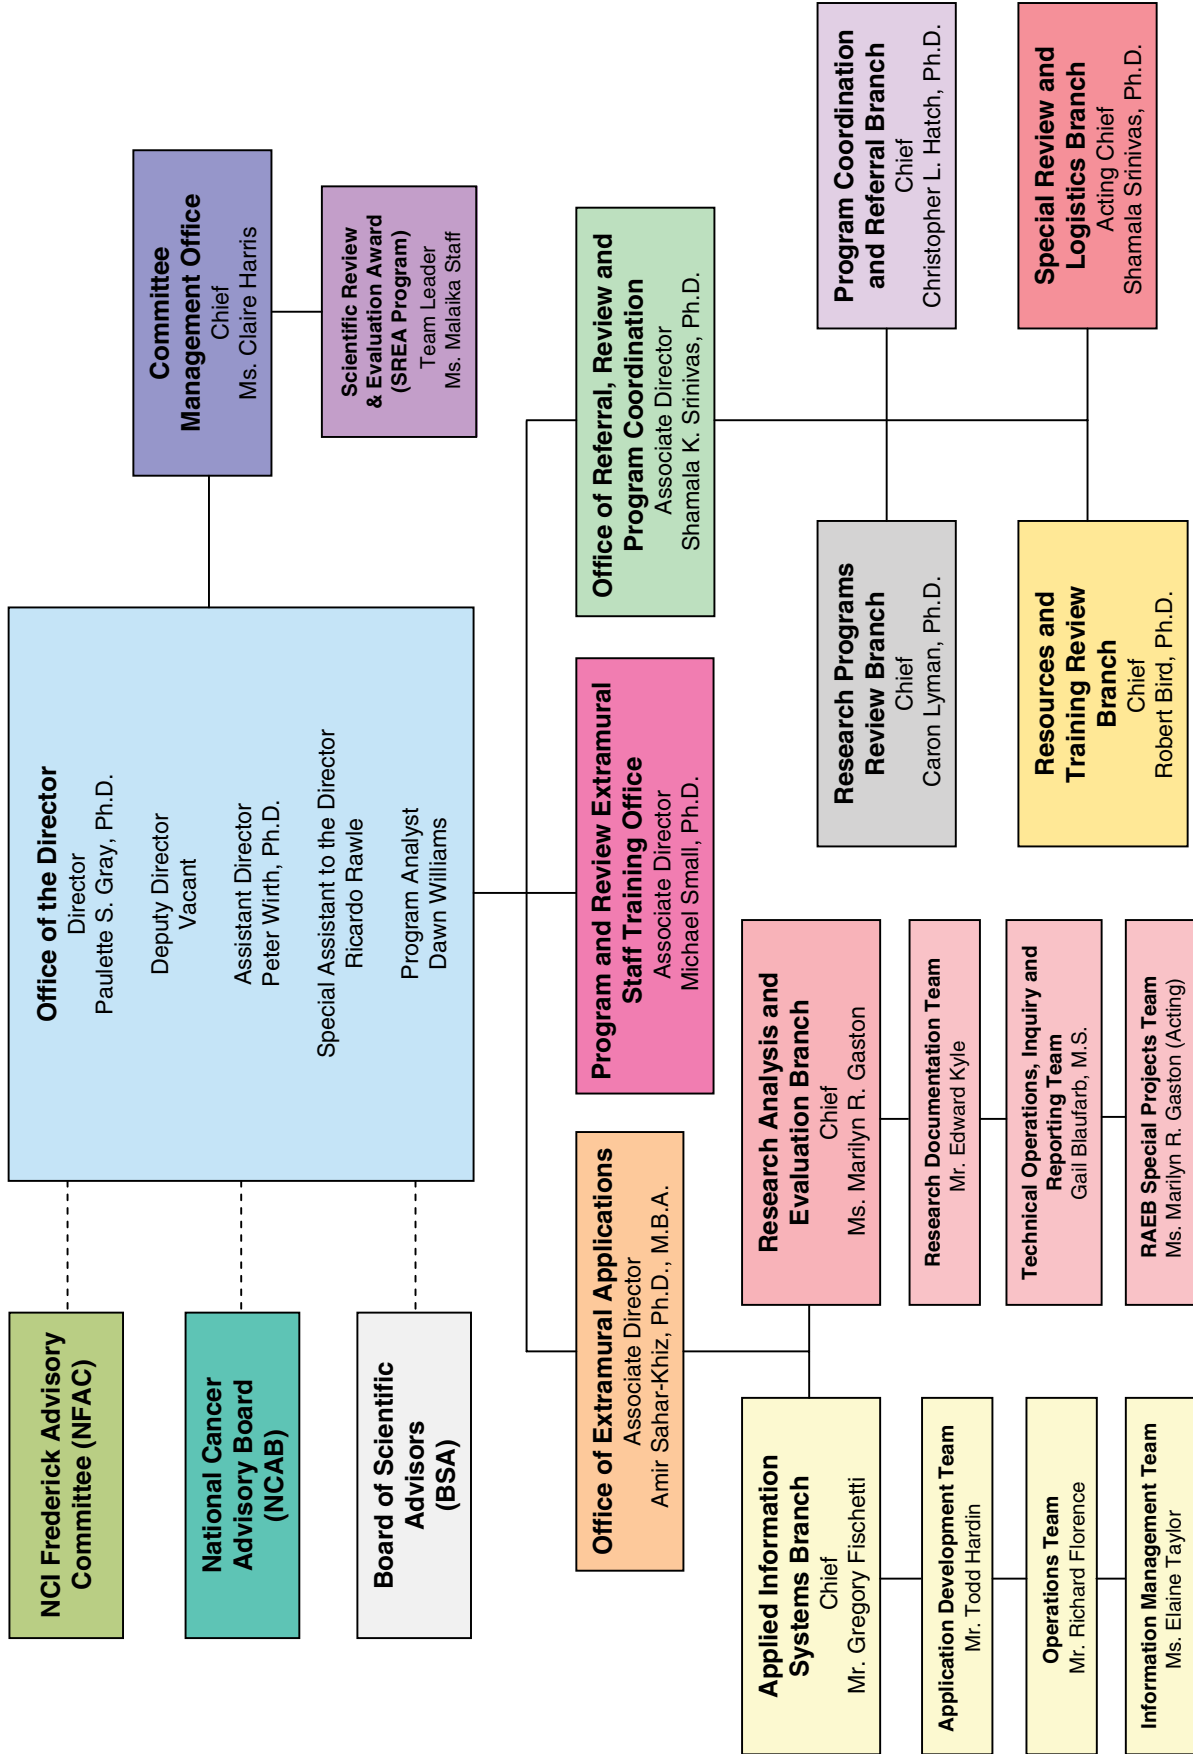 NCI Frederick Advisory
Committee (NFAC)
National Cancer
Advisory Board
(NCAB)
Board of Scientific
Advisors
(BSA)
Office of the Director
Director
Paulette S. Gray, Ph.D.
Deputy Director
Vacant
Assistant Director
Peter Wirth, Ph.D.
Special Assistant to the Director
Ricardo Rawle
Program Analyst
Dawn Williams
Committee
Management Office
Chief
Ms. Claire Harris
Scientific Review
& Evaluation Award
(SREA Program)
Team Leader
Ms. Malaika Staff
Office of Extramural Applications
Associate Director
Amir Sahar-Khiz, Ph.D., M.B.A.
Program and Review Extramural
Staff Training Office
Associate Director
Michael Small, Ph.D.
Office of Referral, Review and
Program Coordination
Associate Director
Shamala K. Srinivas, Ph.D.
Applied Information
Systems Branch
Chief
Mr. Gregory Fischetti
Application Development Team
Mr. Todd Hardin
Operations Team
Mr. Richard Florence
Information Management Team
Ms. Elaine Taylor
Research Analysis and
Evaluation Branch
Chief
Ms. Marilyn R. Gaston
Research Documentation Team
Mr. Edward Kyle
Technical Operations, Inquiry and
Reporting Team
Gail Blaufarb, M.S.
RAEB Special Projects Team
Ms. Marilyn R. Gaston (Acting)
Research Programs
Review Branch
Chief
Caron Lyman, Ph.D.
Program Coordination
and Referral Branch
Chief
Christopher L. Hatch, Ph.D.
Resources and
Training Review
Branch
Chief
Robert Bird, Ph.D.
Special Review and
Logistics Branch
Acting Chief
Shamala Srinivas, Ph.D.